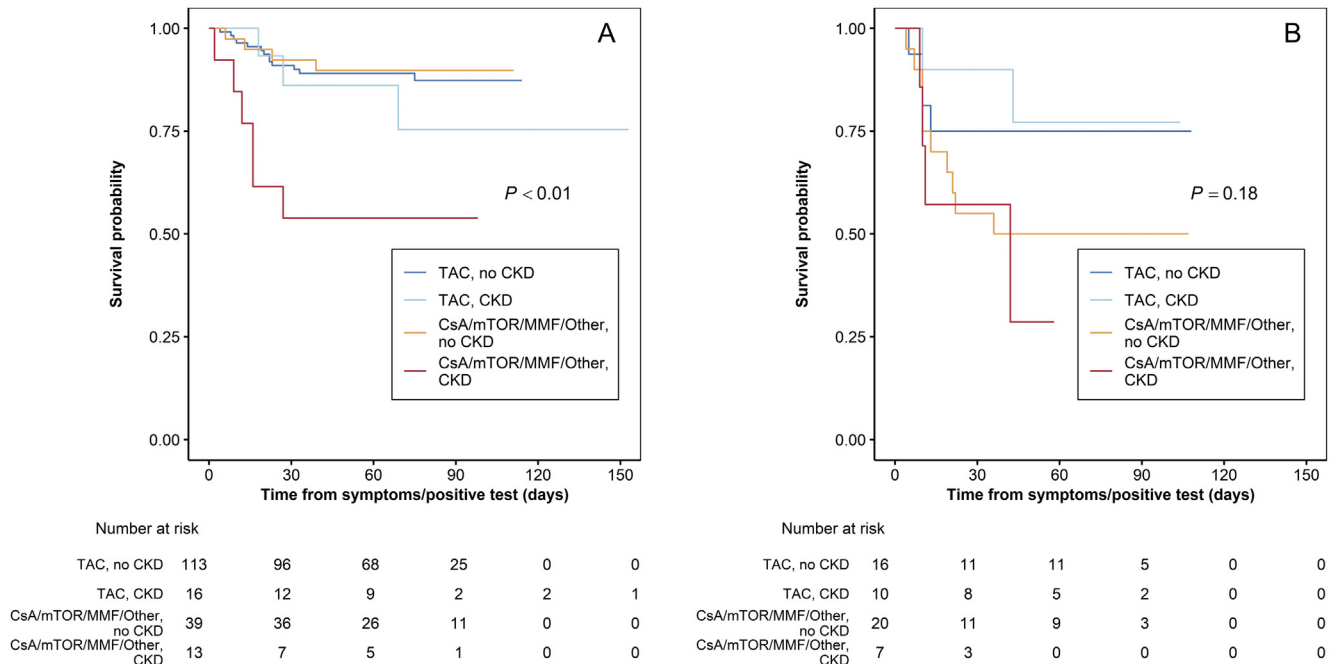 A
1.00
0.75
0.50
0.25
0.00
Survival probability
P < 0.01
TAC, no CKD
TAC, CKD
CsA/mTOR/MMF/Other,
no CKD
CsA/mTOR/MMF/Other,
CKD
0 30 60 90 120 150
Time from symptoms/positive test (days)
Number at risk
TAC, no CKD 113 96 68 25 0 0
TAC, CKD 16 12 9 2 2 1
CsA/mTOR/MMF/Other,
no CKD 39 36 26 11 0 0
CsA/mTOR/MMF/Other,
CKD 13 7 5 1 0 0
B
1.00
0.75
0.50
0.25
0.00
Survival probability
P = 0.18
TAC, no CKD
TAC, CKD
CsA/mTOR/MMF/Other,
no CKD
CsA/mTOR/MMF/Other,
CKD
0 30 60 90 120 150
Time from symptoms/positive test (days)
Number at risk
TAC, no CKD 16 11 11 5 0 0
TAC, CKD 10 8 5 2 0 0
CsA/mTOR/MMF/Other,
no CKD 20 11 9 3 0 0
CsA/mTOR/MMF/Other,
CKD 7 3 0 0 0 0